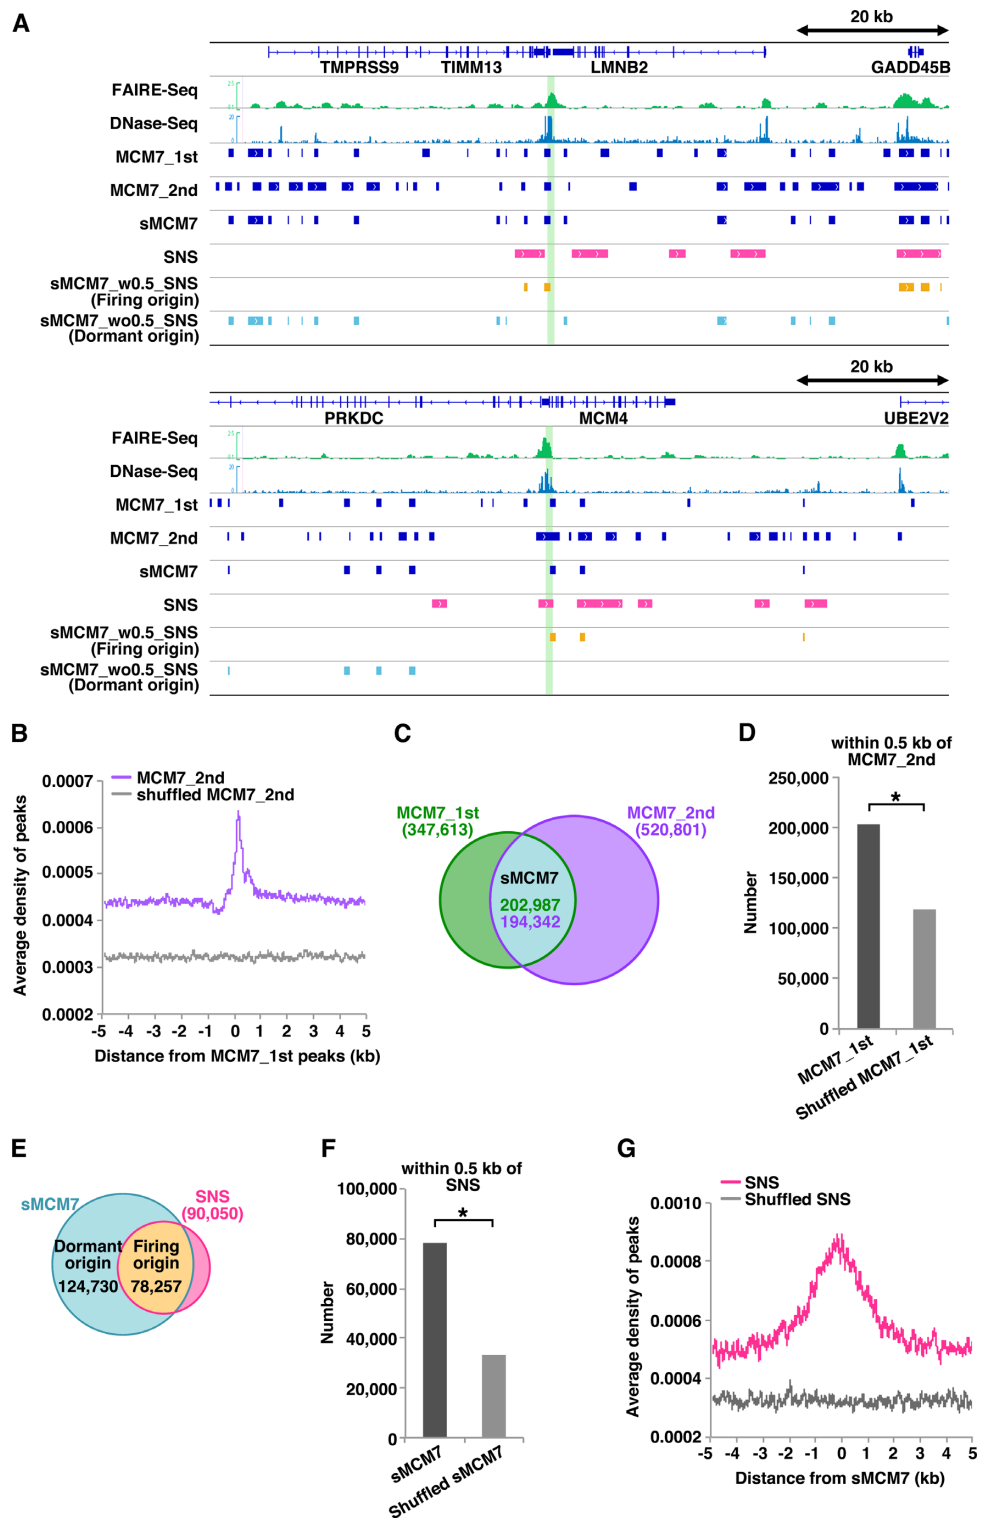 A
20 kb
TMPRSS9 TIMM13 LMNB2 GADD45B
FAIRE-Seq
DNase-Seq
MCM7_1st
MCM7_2nd
sMCM7
SNS
sMCM7_w0.5_SNS
(Firing origin)
sMCM7_wo0.5_SNS
(Dormant origin)
20 kb
PRKDC MCM4 UBE2V2
FAIRE-Seq
DNase-Seq
MCM7_1st
MCM7_2nd
sMCM7
SNS
sMCM7_w0.5_SNS
(Firing origin)
sMCM7_wo0.5_SNS
(Dormant origin)
B
MCM7_2nd
shuffled MCM7_2nd
Average density of peaks
0.0007
0.0006
0.0005
0.0004
0.0003
0.0002
-5 -4 -3 -2 -1 0 1 2 3 4 5
Distance from MCM7_1st peaks (kb)
C
MCM7_1st
(347,613)
MCM7_2nd
(520,801)
sMCM7
202,987
194,342
D
within 0.5 kb of
MCM7_2nd
Number
250,000
200,000
150,000
100,000
50,000
0
*
MCM7_1st
Shuffled MCM7_1st
E
sMCM7
SNS
(90,050)
Dormant
origin
124,730
Firing
origin
78,257
F
within 0.5 kb of
SNS
Number
100,000
80,000
60,000
40,000
20,000
0
*
sMCM7
Shuffled sMCM7
G
SNS
Shuffled SNS
Average density of peaks
0.0010
0.0008
0.0006
0.0004
0.0002
-5 -4 -3 -2 -1 0 1 2 3 4 5
Distance from sMCM7 (kb)